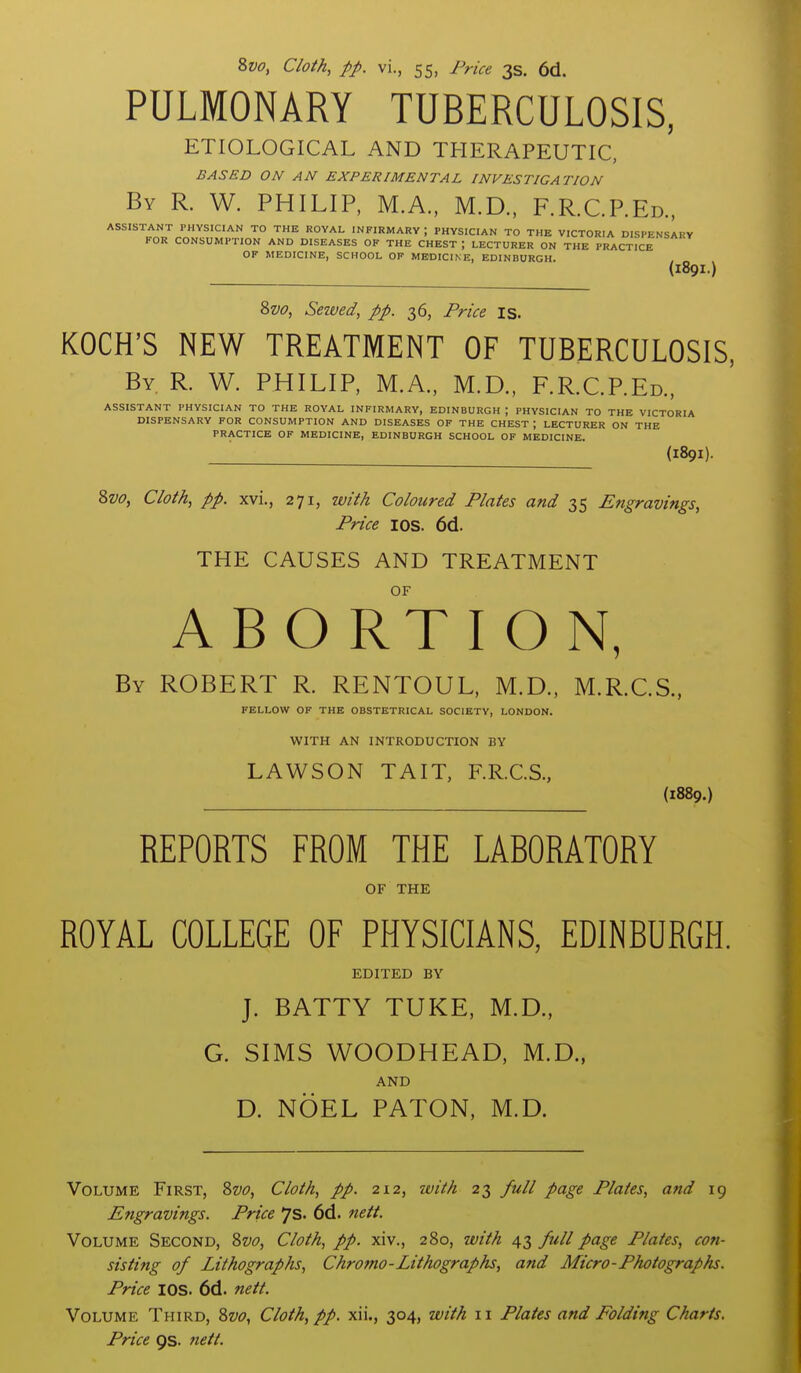 8vo, Cloth, pp. vi., 55, Price 3s. 6d.
PULMONARY TUBERCULOSIS,
ETIOLOGICAL AND THERAPEUTIC,
BASED ON AN EXPERIMENTAL INVESTIGATION
By R. W. PHILIP, M.A., M.D., F.R.C.P.Ed.,
ASSISTANT PHYSICIAN TO THE ROYAL INFIRMARY; PHYSICIAN TO THE VICTORIA DISPENSARY
FOR CONSUMPTION AND DISEASES OF THE CHEST; LECTURER ON THE PRACTICE
OF MEDICINE, SCHOOL OF MEDICINE, EDINBURGH.
(1891.)
8vo, Sewed, pp. 36, Price 1s.
KOCH'S NEW TREATMENT OF TUBERCULOSIS,
By R. W. PHILIP, M.A., M.D., F.R.C.P.Ed.,
ASSISTANT PHYSICIAN TO THE ROYAL INFIRMARY, EDINBURGH; PHYSICIAN TO THE VICTORIA
DISPENSARY FOR CONSUMPTION AND DISEASES OF THE CHEST; LECTURER ON THE
PRACTICE OF MEDICINE, EDINBURGH SCHOOL OF MEDICINE.
(1891).
8vo, Cloth, pp. xvi., 271, with Coloured Plates and 35 Engravings,
Price 10s. 6d.
THE CAUSES AND TREATMENT
OF
ABORTION,
By ROBERT R. RENTOUL, M.D., M.R.C.S.,
FELLOW OF THE OBSTETRICAL SOCIETY, LONDON.
WITH AN INTRODUCTION BY
LAWSON TAIT, F.R.C.S.,
(1889.)
REPORTS FROM THE LABORATORY
OF THE
ROYAL COLLEGE OF PHYSICIANS, EDINBURGH.
EDITED BY
J. BATTY TUKE, M.D.,
G. SIMS WOODHEAD, M.D.,
AND
D. NÖEL PATON, M.D.
Volume First, 8vo, Cloth, pp. 212, with 23 full page Plates, and 19
Engravings. Price 7s. 6d. nett.
Volume Second, 8vo, Cloth, pp. xiv., 280, with 43 full page Plates, con-
sisting of Lithographs, Chromo-Lithographs, and Micro-Photographs.
Price 10s. 6d. nett.
Volume Third, 8vo, Cloth, pp. xii., 304, with 11 Plates and Folding Charts.
Price 9s. nett.